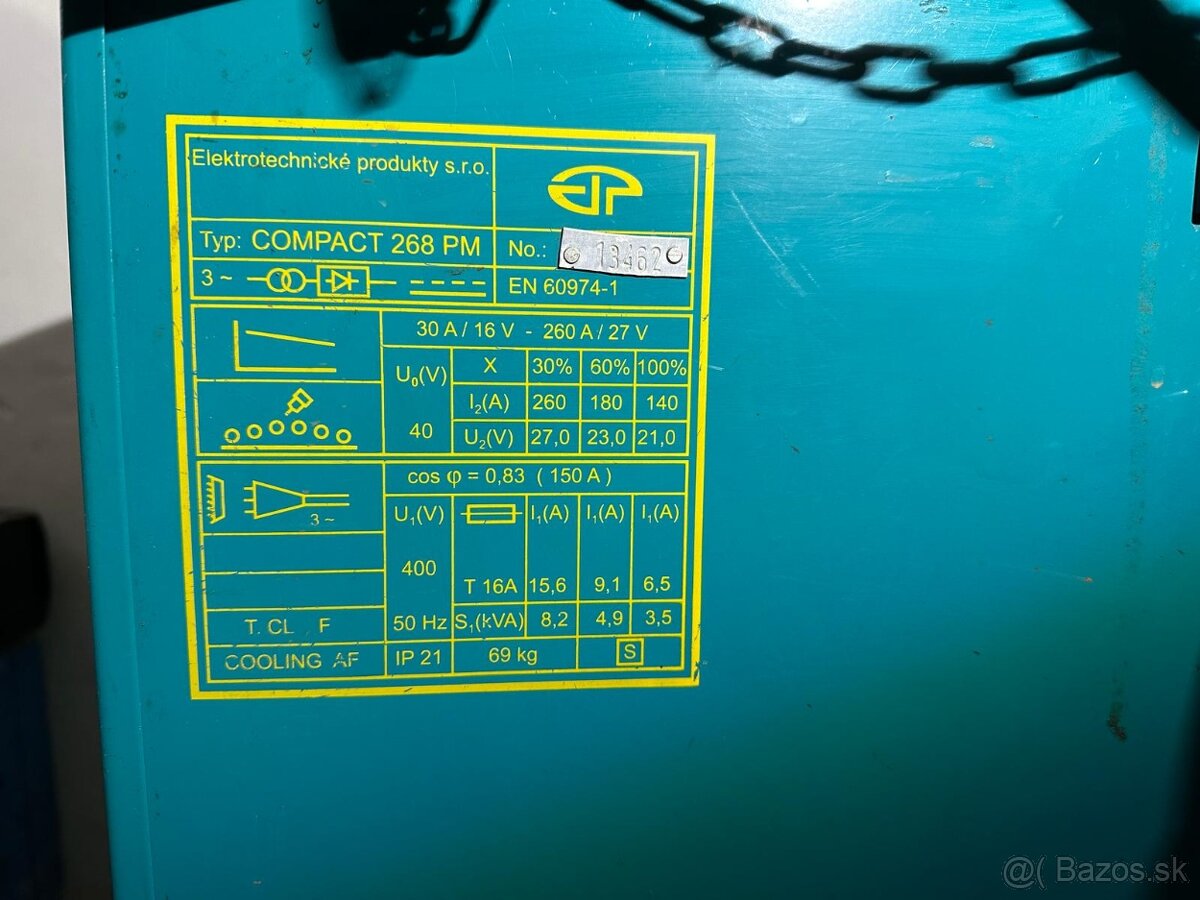 Elektrotechnické produkty s.r.o.
Typ: COMPACT 268 PM No.: 13462
3 ~ EN 60974-1
30 A / 16 V - 260 A / 27 V
U₀(V) X 30% 60% 100%
I₂(A) 260 180 140
40 U₂(V) 27,0 23,0 21,0
cos φ = 0,83 ( 150 A )
3 ~ U₁(V) I₁(A) I₁(A) I₁(A)
400 T 16A 15,6 9,1 6,5
T. CL F 50 Hz S₁(kVA) 8,2 4,9 3,5
COOLING AF IP 21 69 kg S
@( Bazos.sk